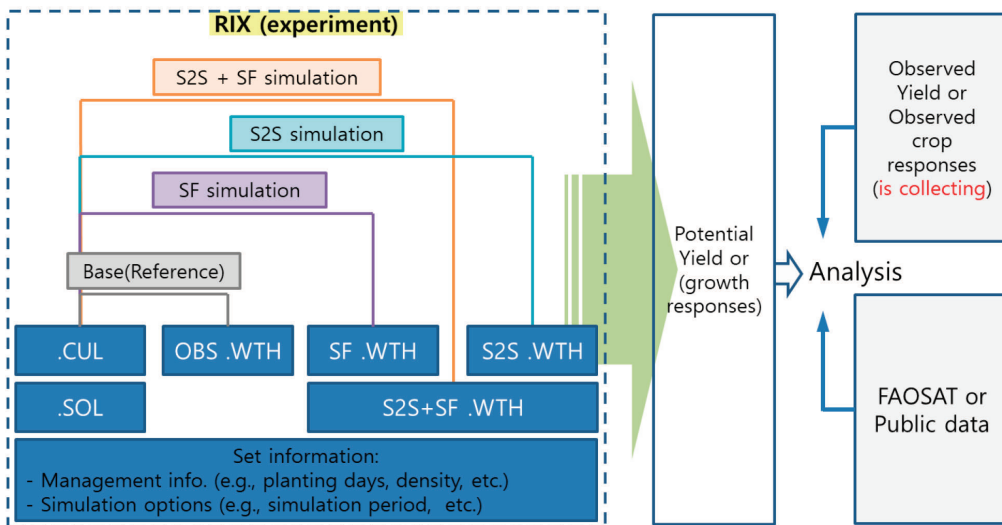 RIX (experiment)
S2S + SF simulation
S2S simulation
SF simulation
Base(Reference)
.CUL
OBS .WTH
SF .WTH
S2S .WTH
.SOL
S2S+SF .WTH
Set information:
- Management info. (e.g., planting days, density, etc.)
- Simulation options (e.g., simulation period, etc.)
Potential
Yield or
(growth
responses)
Analysis
Observed
Yield or
Observed
crop
responses
(is collecting)
FAOSAT or
Public data